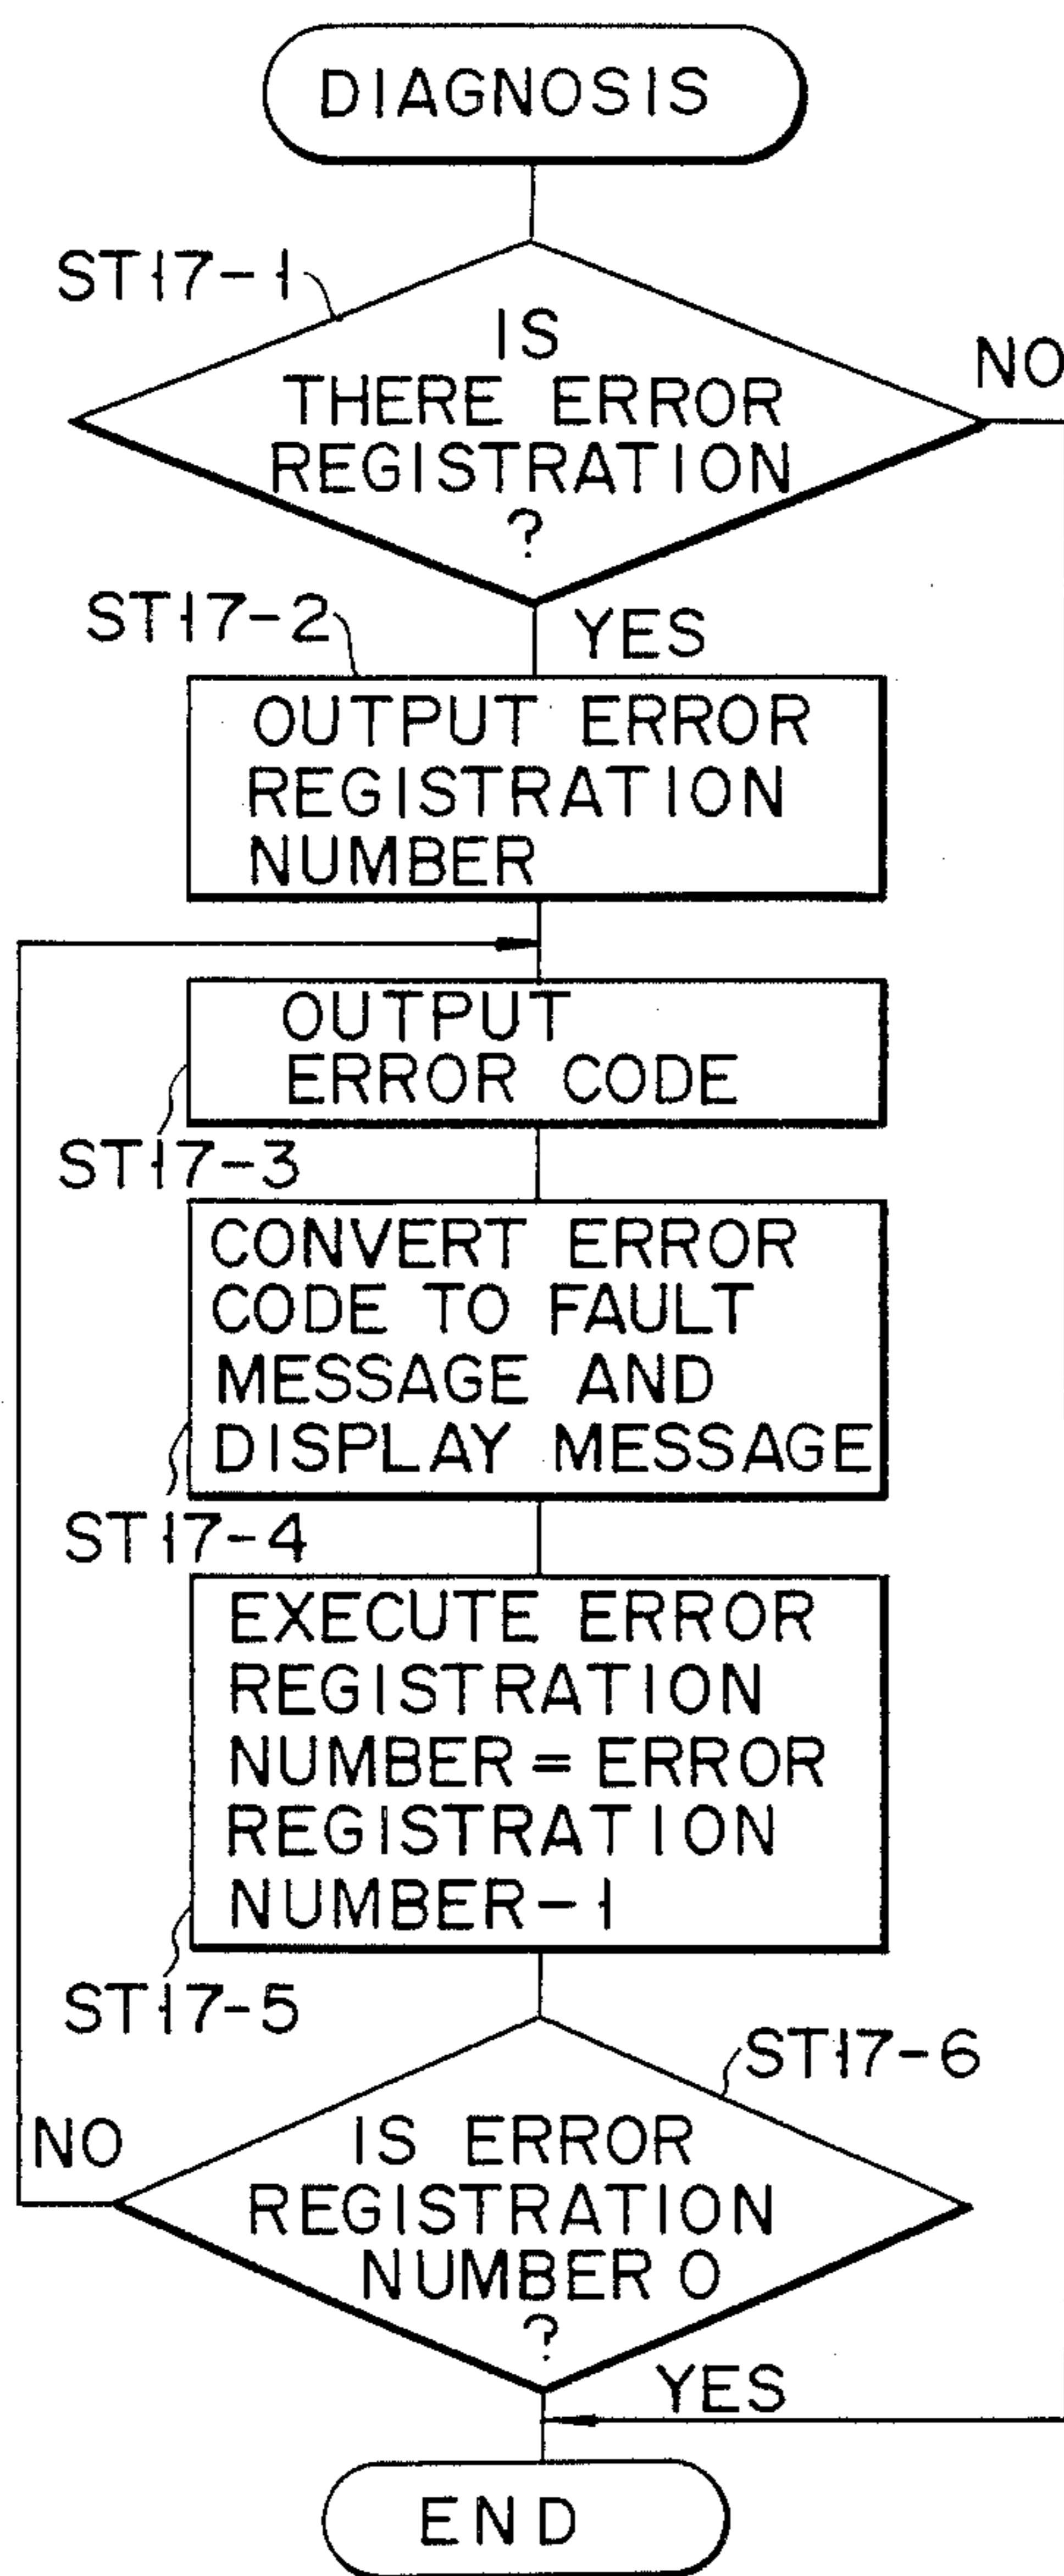 DIAGNOSIS
ST17-1
IS
THERE ERROR
REGISTRATION
?
NO
ST17-2
YES
OUTPUT ERROR
REGISTRATION
NUMBER
OUTPUT
ERROR CODE
ST17-3
CONVERT ERROR
CODE TO FAULT
MESSAGE AND
DISPLAY MESSAGE
ST17-4
EXECUTE ERROR
REGISTRATION
NUMBER = ERROR
REGISTRATION
NUMBER-1
ST17-5
ST17-6
NO
IS ERROR
REGISTRATION
NUMBER 0
?
YES
END